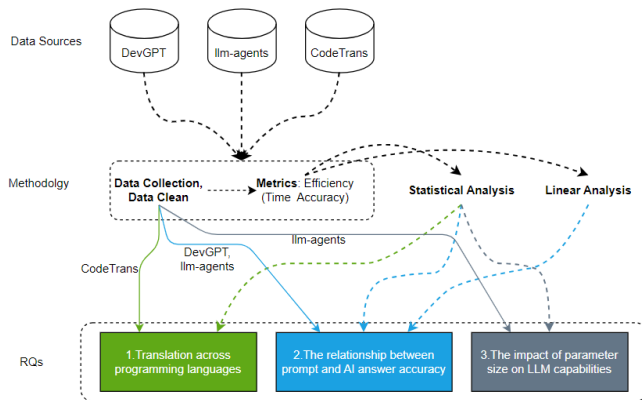 Data Sources
DevGPT
llm-agents
CodeTrans
Methodolgy
Data Collection,
Data Clean
Metrics: Efficiency
(Time Accuracy)
Statistical Analysis
Linear Analysis
CodeTrans
DevGPT,
llm-agents
llm-agents
RQs
1.Translation across
programming languages
2.The relationship between
prompt and AI answer accuracy
3.The impact of parameter
size on LLM capabilities